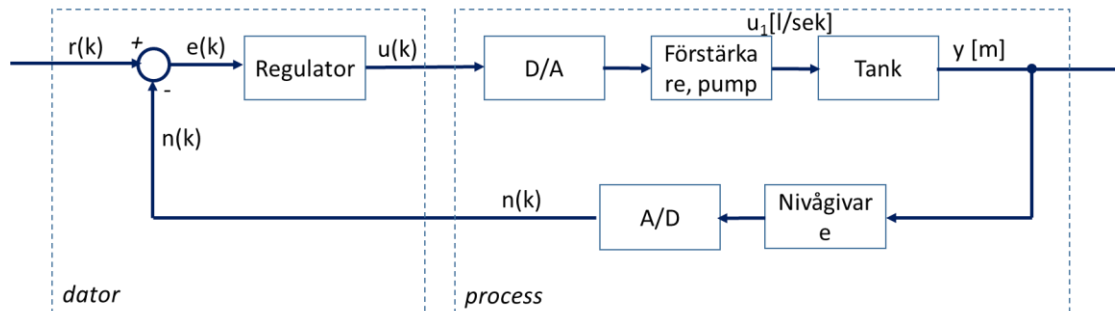 r(k)
+
-
e(k)
Regulator
u(k)
D/A
Förstärka
re, pump
u₁[l/sek]
Tank
y [m]
n(k)
n(k)
A/D
Nivågivar
e
dator
process